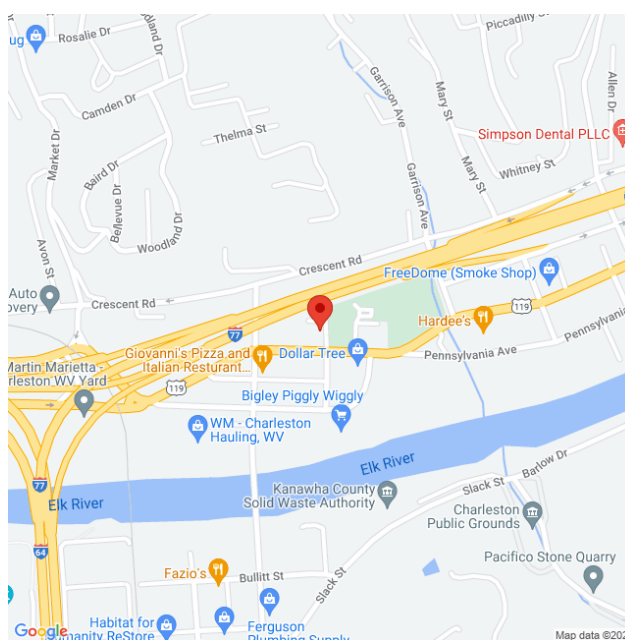 Piccadilly St
ug
Rosalie Dr
Garrison Ave
Mary St
Allen Dr
Camden Dr
Thelma St
Simpson Dental PLLC
Market Dr
Baird Dr
Whitney St
Bellevue Dr
Garrison Ave
Mary St
Woodland Dr
Avon St
Crescent Rd
FreeDome (Smoke Shop)
Auto
overy
Crescent Rd
119
Hardee's
77
Giovanni's Pizza and
Italian Resturant...
Dollar Tree
Pennsylvania Ave
Pennsylvania
Martin Marietta -
rleston WV Yard
119
Bigley Piggly Wiggly
WM - Charleston
Hauling, WV
Elk River
Barlow Dr
77
Elk River
Kanawha County
Solid Waste Authority
Slack St
Charleston
Public Grounds
64
Pacifico Stone Quarry
Fazio's
Bullitt St
Slack St
Habitat for
umanity ReStore
Ferguson
Plumbing Supply
Google
Map data ©20